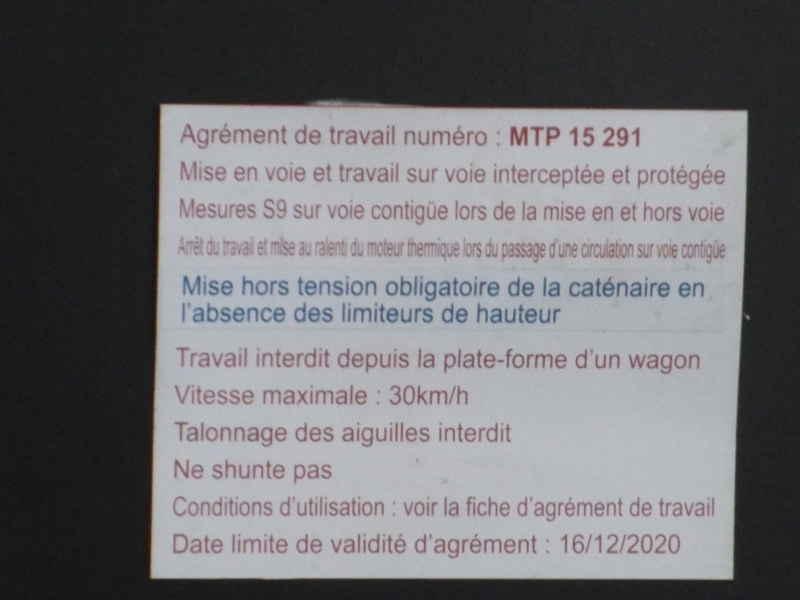 Agrément de travail numéro : MTP 15 291
Mise en voie et travail sur voie interceptée et protégée
Mesures S9 sur voie contigüe lors de la mise en et hors voie
Arrêt du travail et mise au ralenti du moteur thermique lors du passage d'une circulation sur voie contigüe
Mise hors tension obligatoire de la caténaire en
l'absence des limiteurs de hauteur
Travail interdit depuis la plate-forme d'un wagon
Vitesse maximale : 30km/h
Talonnage des aiguilles interdit
Ne shunte pas
Conditions d'utilisation : voir la fiche d'agrément de travail
Date limite de validité d'agrément : 16/12/2020